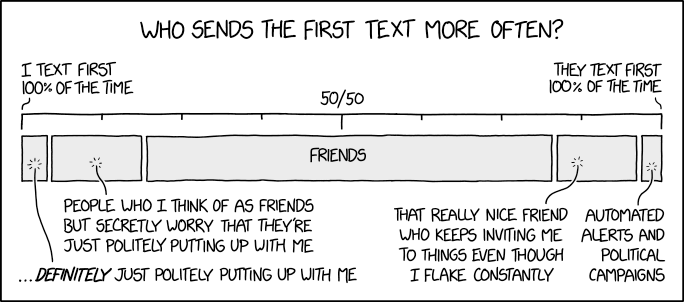 WHO SENDS THE FIRST TEXT MORE OFTEN?
I TEXT FIRST
100% OF THE TIME
50/50
THEY TEXT FIRST
100% OF THE TIME
FRIENDS
PEOPLE WHO I THINK OF AS FRIENDS
BUT SECRETLY WORRY THAT THEY'RE
JUST POLITELY PUTTING UP WITH ME
...DEFINITELY JUST POLITELY PUTTING UP WITH ME
THAT REALLY NICE FRIEND
WHO KEEPS INVITING ME
TO THINGS EVEN THOUGH
I FLAKE CONSTANTLY
AUTOMATED
ALERTS AND
POLITICAL
CAMPAIGNS